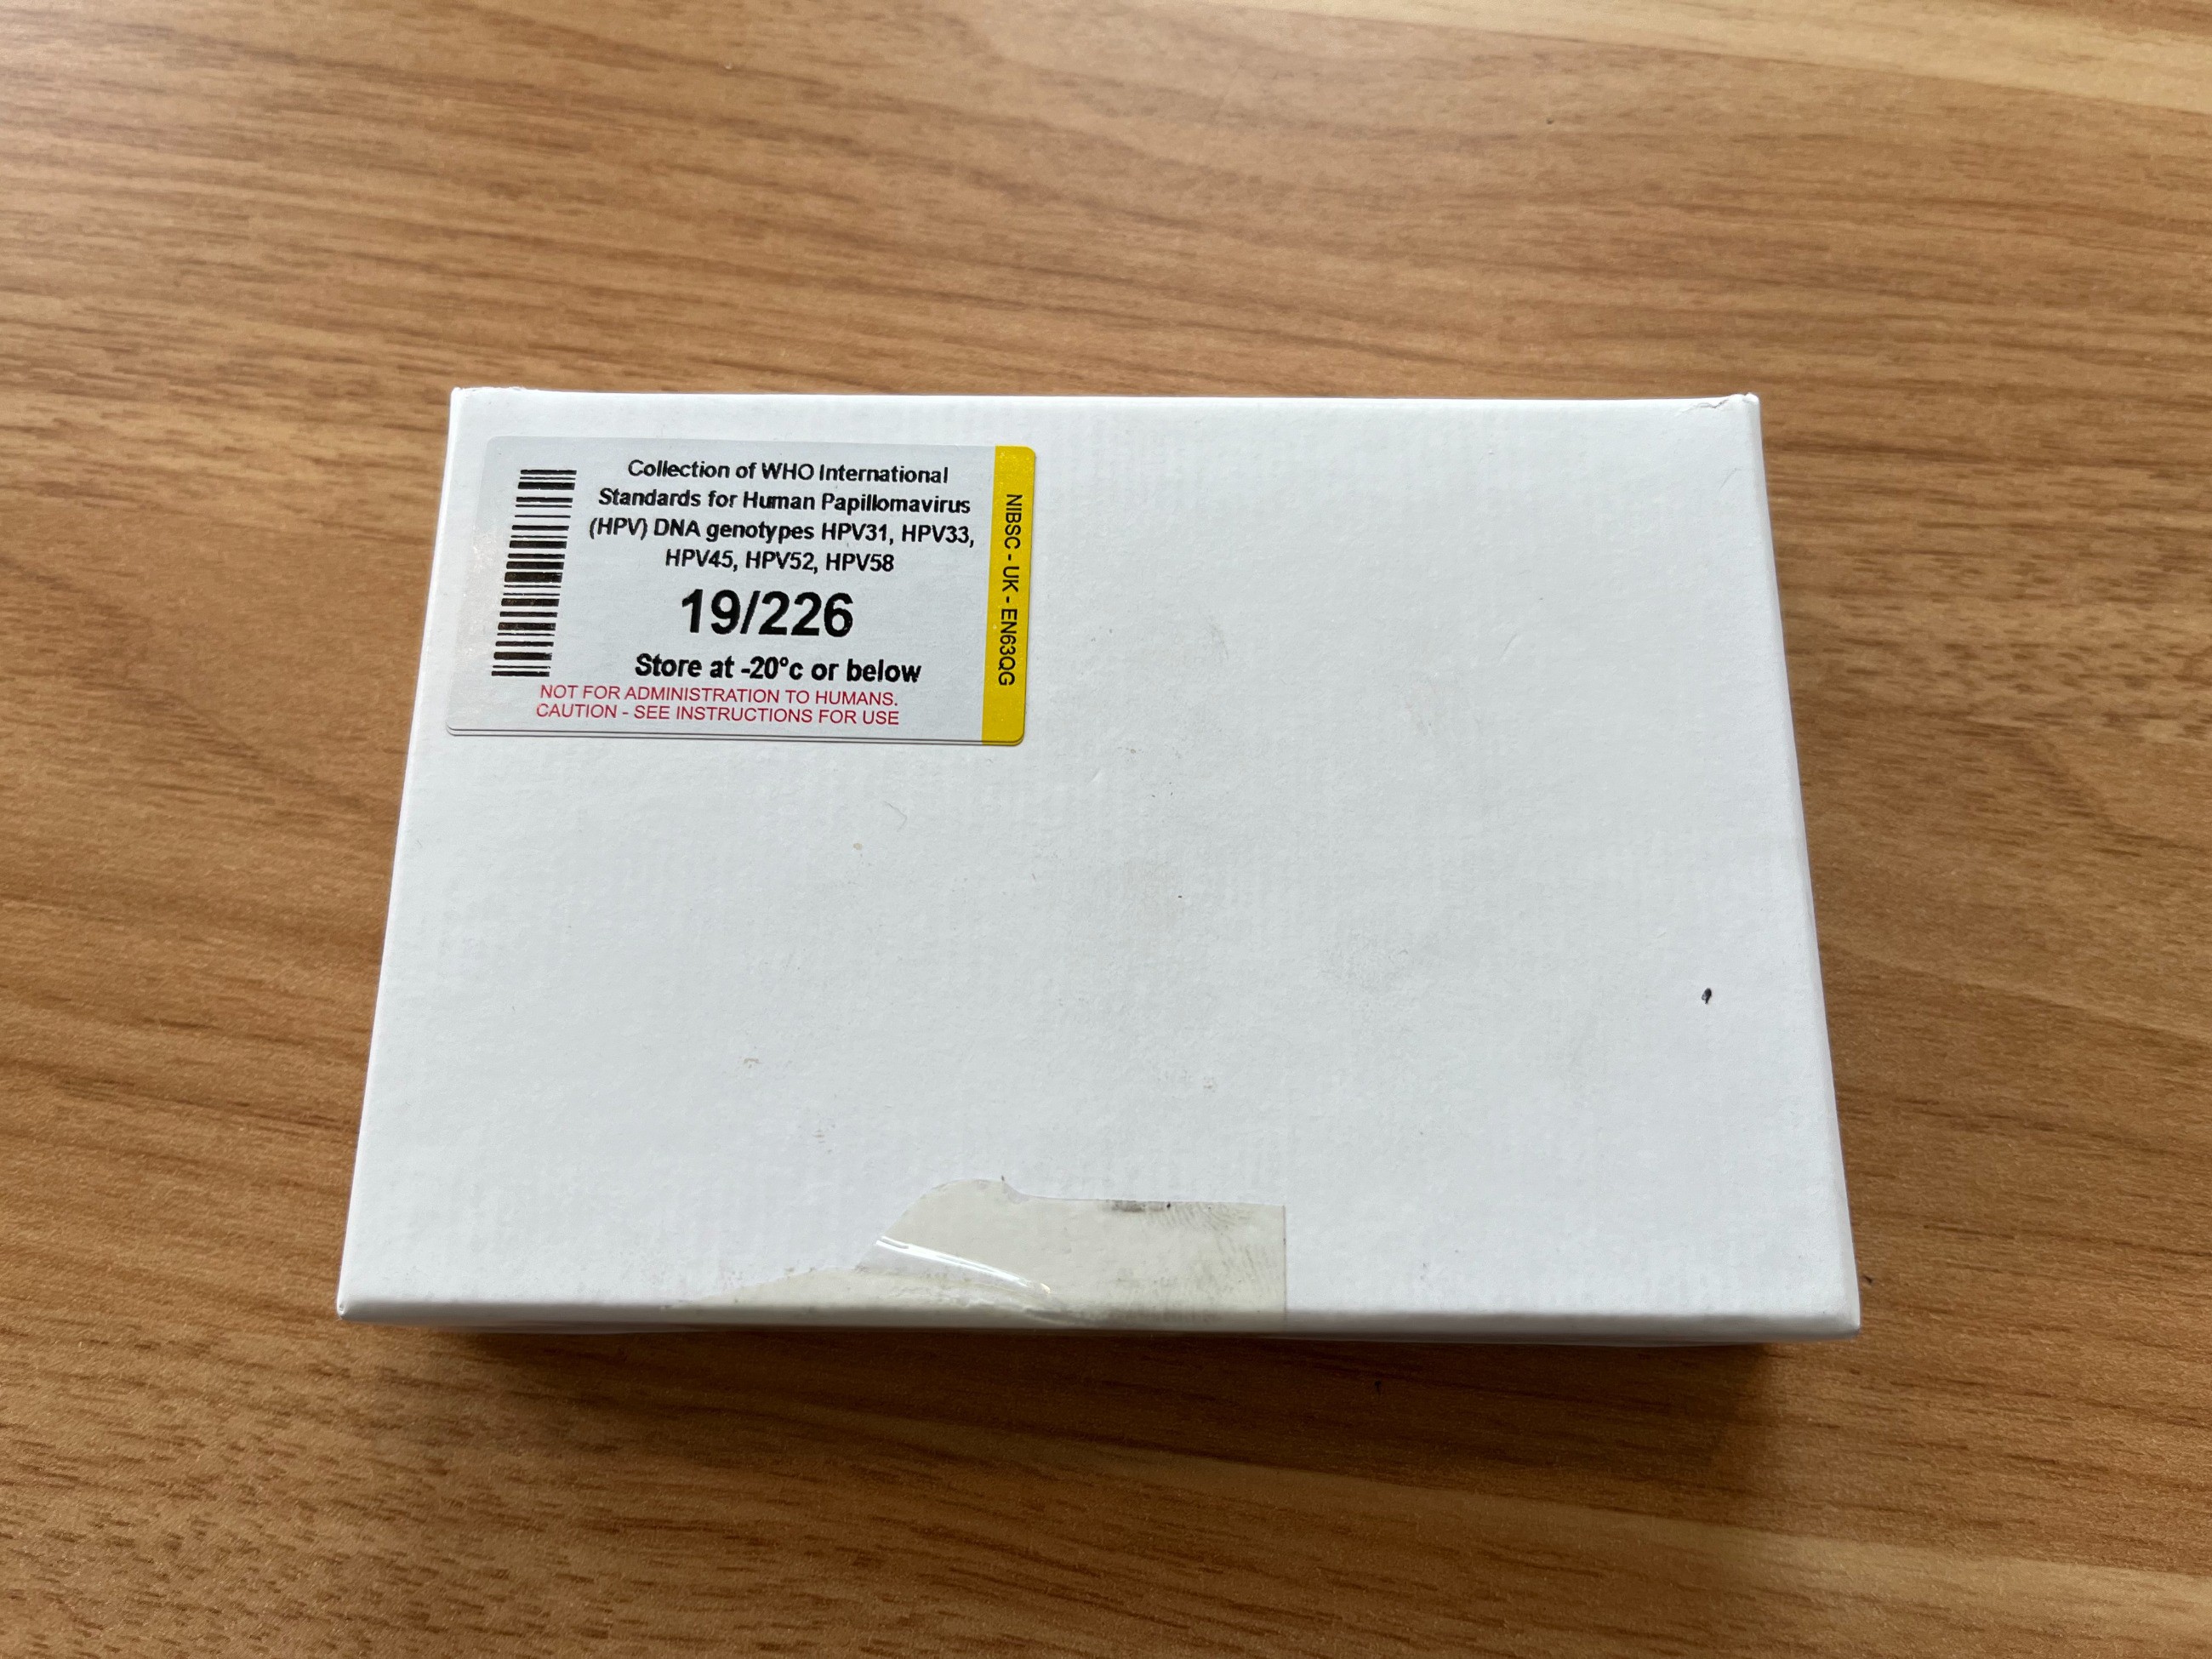 Collection of WHO International
Standards for Human Papillomavirus
(HPV) DNA genotypes HPV31, HPV33,
HPV45, HPV52, HPV58
19/226
Store at -20°c or below
NOT FOR ADMINISTRATION TO HUMANS.
CAUTION - SEE INSTRUCTIONS FOR USE
NIBSC - UK - EN63QG